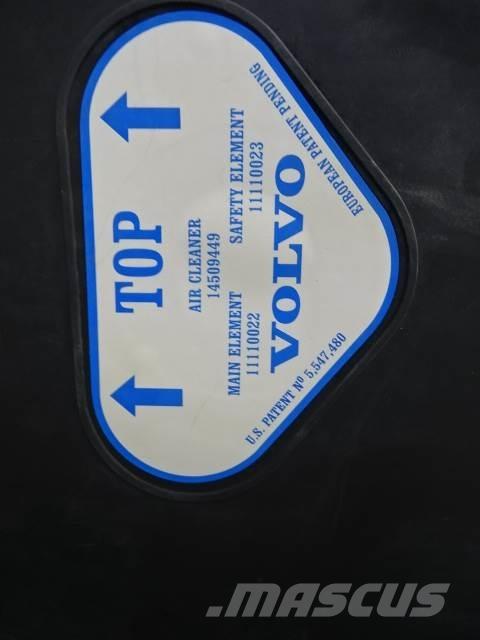 TOP
AIR CLEANER
14509449
MAIN ELEMENT
11110022
SAFETY ELEMENT
11110023
VOLVO
U.S. PATENT Nº 5,547,480
EUROPEAN PATENT PENDING
MASCUS